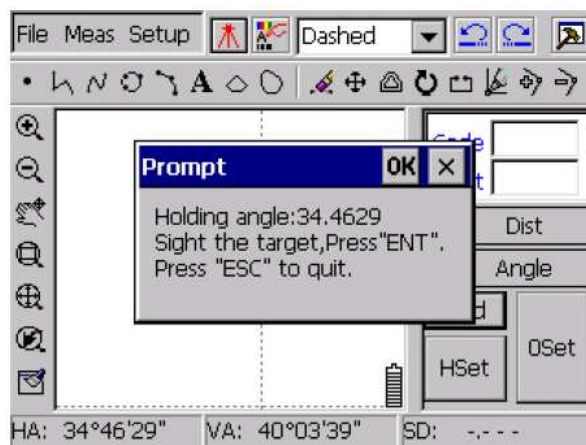 File Meas Setup Dashed
A
Prompt OK
Holding angle:34.4629
Sight the target,Press"ENT".
Press "ESC" to quit.
Dist
Angle
HSet
0Set
HA: 34°46'29" VA: 40°03'39" SD: -.---